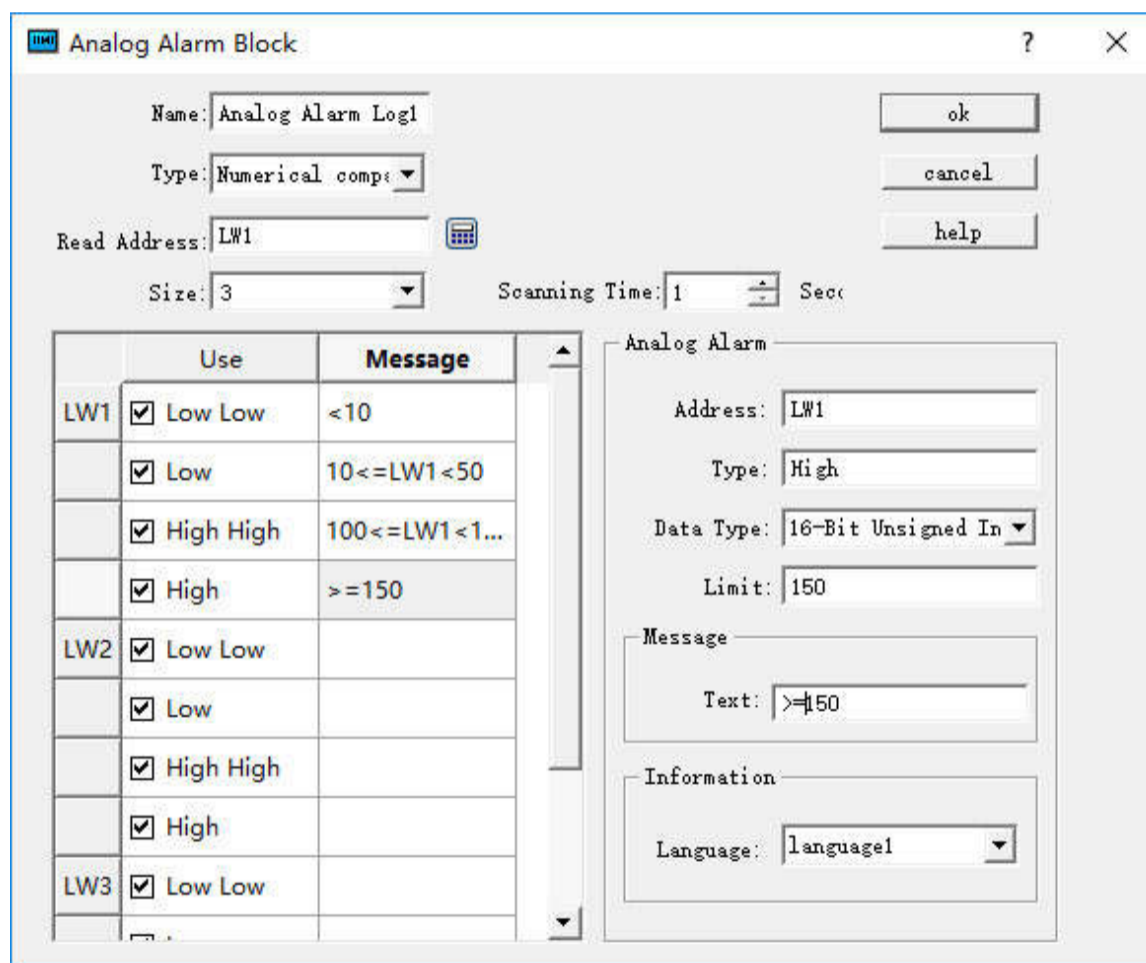 Analog Alarm Block
Name: Analog Alarm Log1
ok
Type: Numerical comp
cancel
Read Address: LW1
help
Size: 3
Scanning Time: 1
Use Message
LW1 Low Low <10
Low 10<=LW1<50
High High 100<=LW1<1...
High >=150
LW2 Low Low
Low
High High
High
LW3 Low Low
Analog Alarm
Address: LW1
Type: High
Data Type: 16-Bit Unsigned In
Limit: 150
Message
Text: >=150
Information
Language: language1